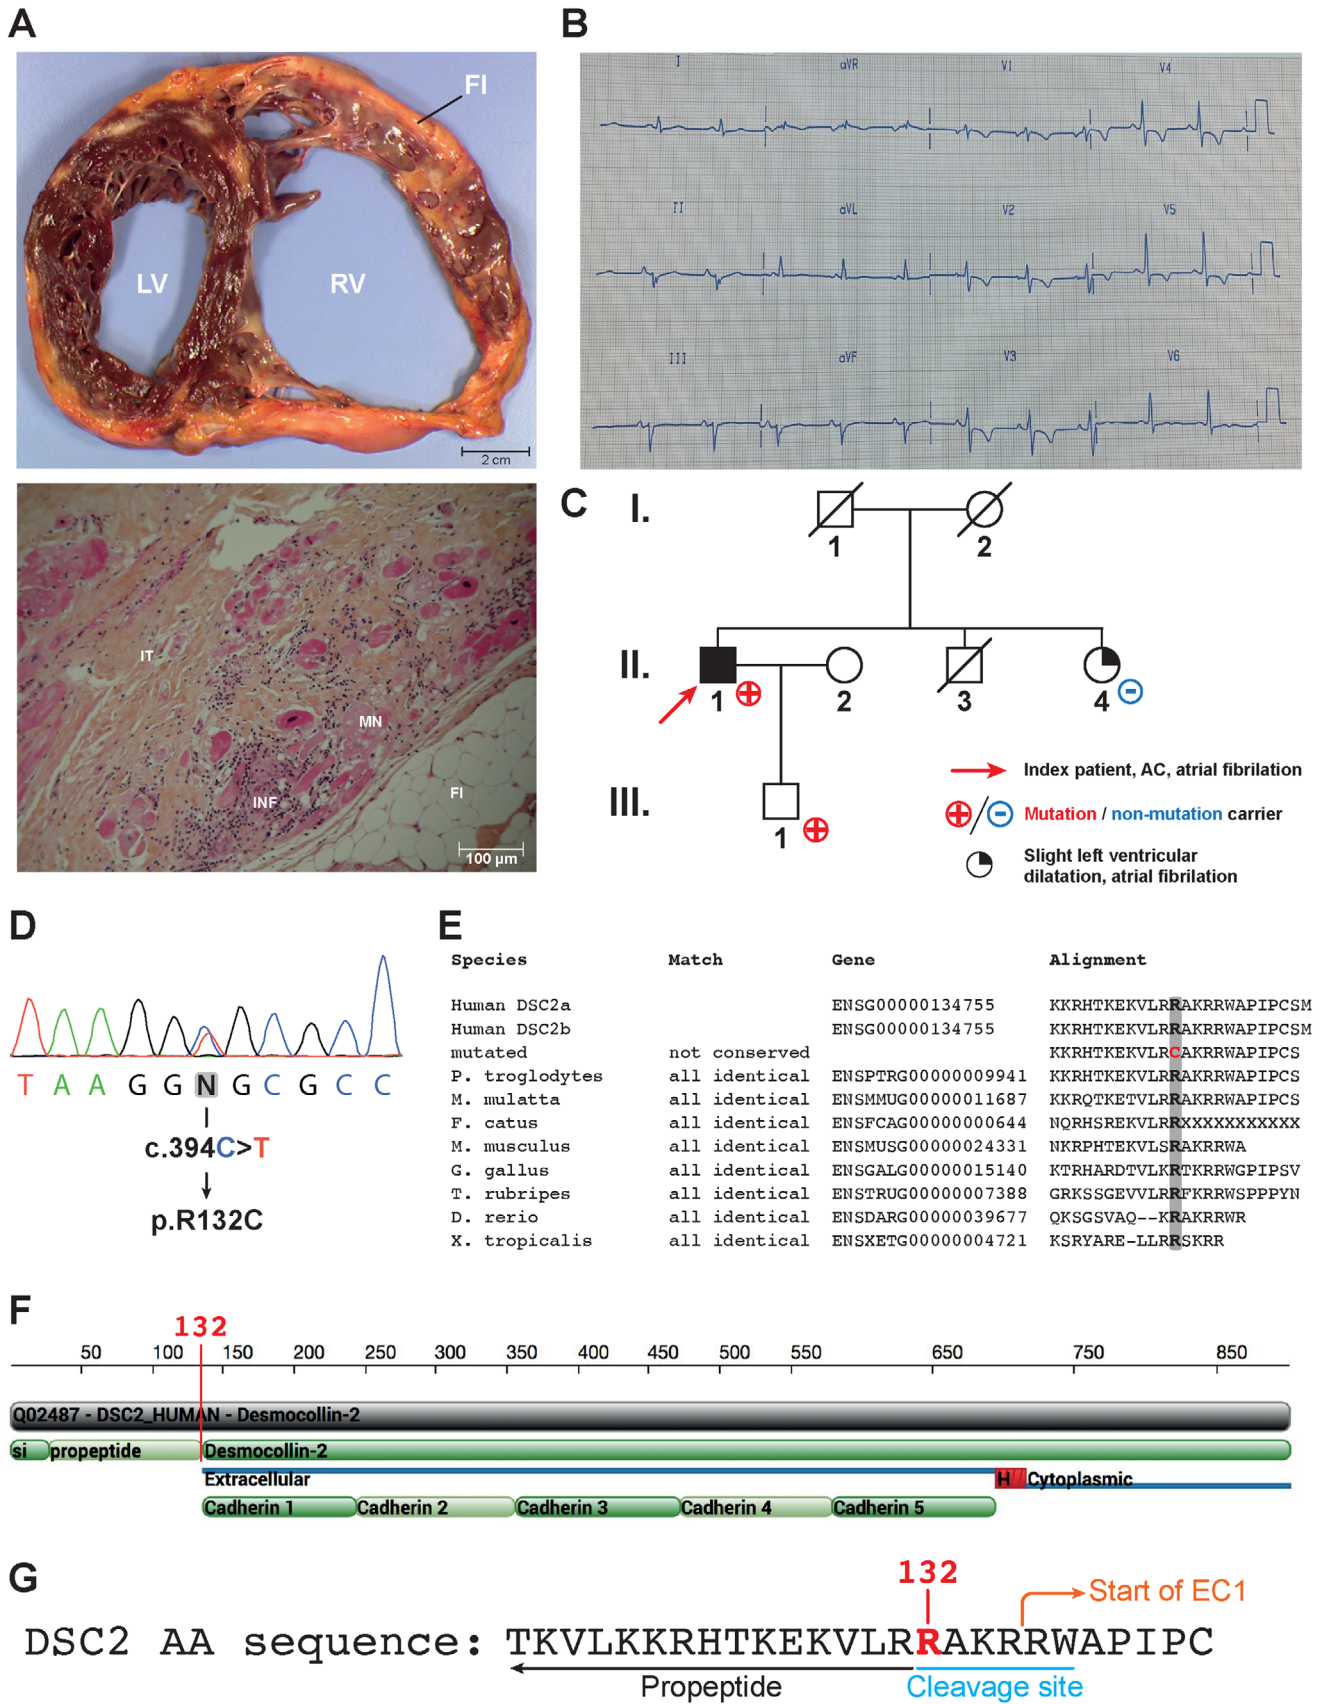 A
FI
LV
RV
2 cm
IT
MN
INF
FI
100 µm
B
I
aVR
V1
V4
II
aVL
V2
V5
III
aVF
V3
V6
C
I.
1
2
II.
1
2
3
4
III.
1
Index patient, AC, atrial fibrilation
Mutation / non-mutation carrier
Slight left ventricular
dilatation, atrial fibrilation
D
T A A G G N G C G C C
c.394C>T
p.R132C
E
Species Match Gene Alignment
Human DSC2a ENSG00000134755 KKRHTKEKVLRRAKRRWAPIPCSM
Human DSC2b ENSG00000134755 KKRHTKEKVLRRAKRRWAPIPCSM
mutated not conserved KKRHTKEKVLRCAKRRWAPIPCS
P. troglodytes all identical ENSPTRG00000009941 KKRHTKEKVLRRAKRRWAPIPCS
M. mulatta all identical ENSMMUG00000011687 KKRQTKETVLRRAKRRWAPIPCS
F. catus all identical ENSFCAG00000000644 NQRHSREKVLRRXXXXXXXXXXX
M. musculus all identical ENSMUSG00000024331 NKRPHTEKVLSRAKRRWA
G. gallus all identical ENSGALG00000015140 KTRHARDTVLKRTKRRWGPIPSV
T. rubripes all identical ENSTRUG00000007388 GRKSSGEVVLRRFKRRWSPPPYN
D. rerio all identical ENSDARG00000039677 QKSGSVAQ--KRAKRRWR
X. tropicalis all identical ENSXETG00000004721 KSRYARE-LLRRSKRR
F
132
50 100 150 200 250 300 350 400 450 500 550 650 750 850
Q02487 - DSC2_HUMAN - Desmocollin-2
si propeptide Desmocollin-2
Extracellular H Cytoplasmic
Cadherin 1 Cadherin 2 Cadherin 3 Cadherin 4 Cadherin 5
G
132
Start of EC1
DSC2 AA sequence: TKVLKKRHTKEKVLRRAKRRWAPIPC
Propeptide Cleavage site